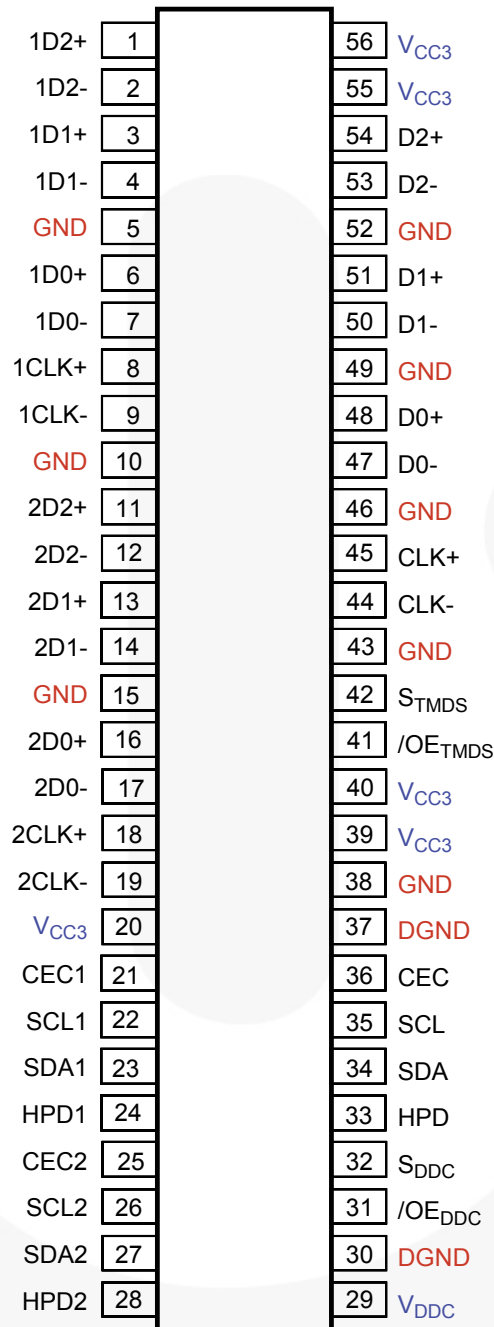 1D2+ 1 56 VCC3
1D2- 2 55 VCC3
1D1+ 3 54 D2+
1D1- 4 53 D2-
GND 5 52 GND
1D0+ 6 51 D1+
1D0- 7 50 D1-
1CLK+ 8 49 GND
1CLK- 9 48 D0+
GND 10 47 D0-
2D2+ 11 46 GND
2D2- 12 45 CLK+
2D1+ 13 44 CLK-
2D1- 14 43 GND
GND 15 42 STMDS
2D0+ 16 41 /OETMDS
2D0- 17 40 VCC3
2CLK+ 18 39 VCC3
2CLK- 19 38 GND
VCC3 20 37 DGND
CEC1 21 36 CEC
SCL1 22 35 SCL
SDA1 23 34 SDA
HPD1 24 33 HPD
CEC2 25 32 SDDC
SCL2 26 31 /OEDDC
SDA2 27 30 DGND
HPD2 28 29 VDDC